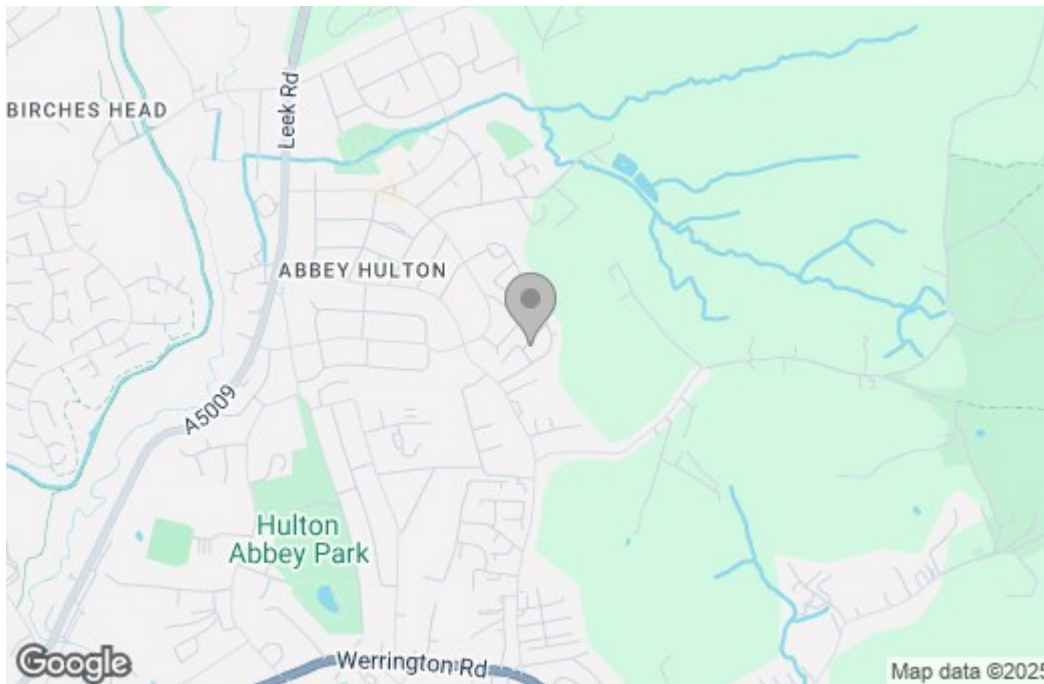 BIRCHES HEAD
Leek Rd
ABBEY HULTON
A5009
Hulton
Abbey Park
Werrington Rd
Google
Map data ©2025